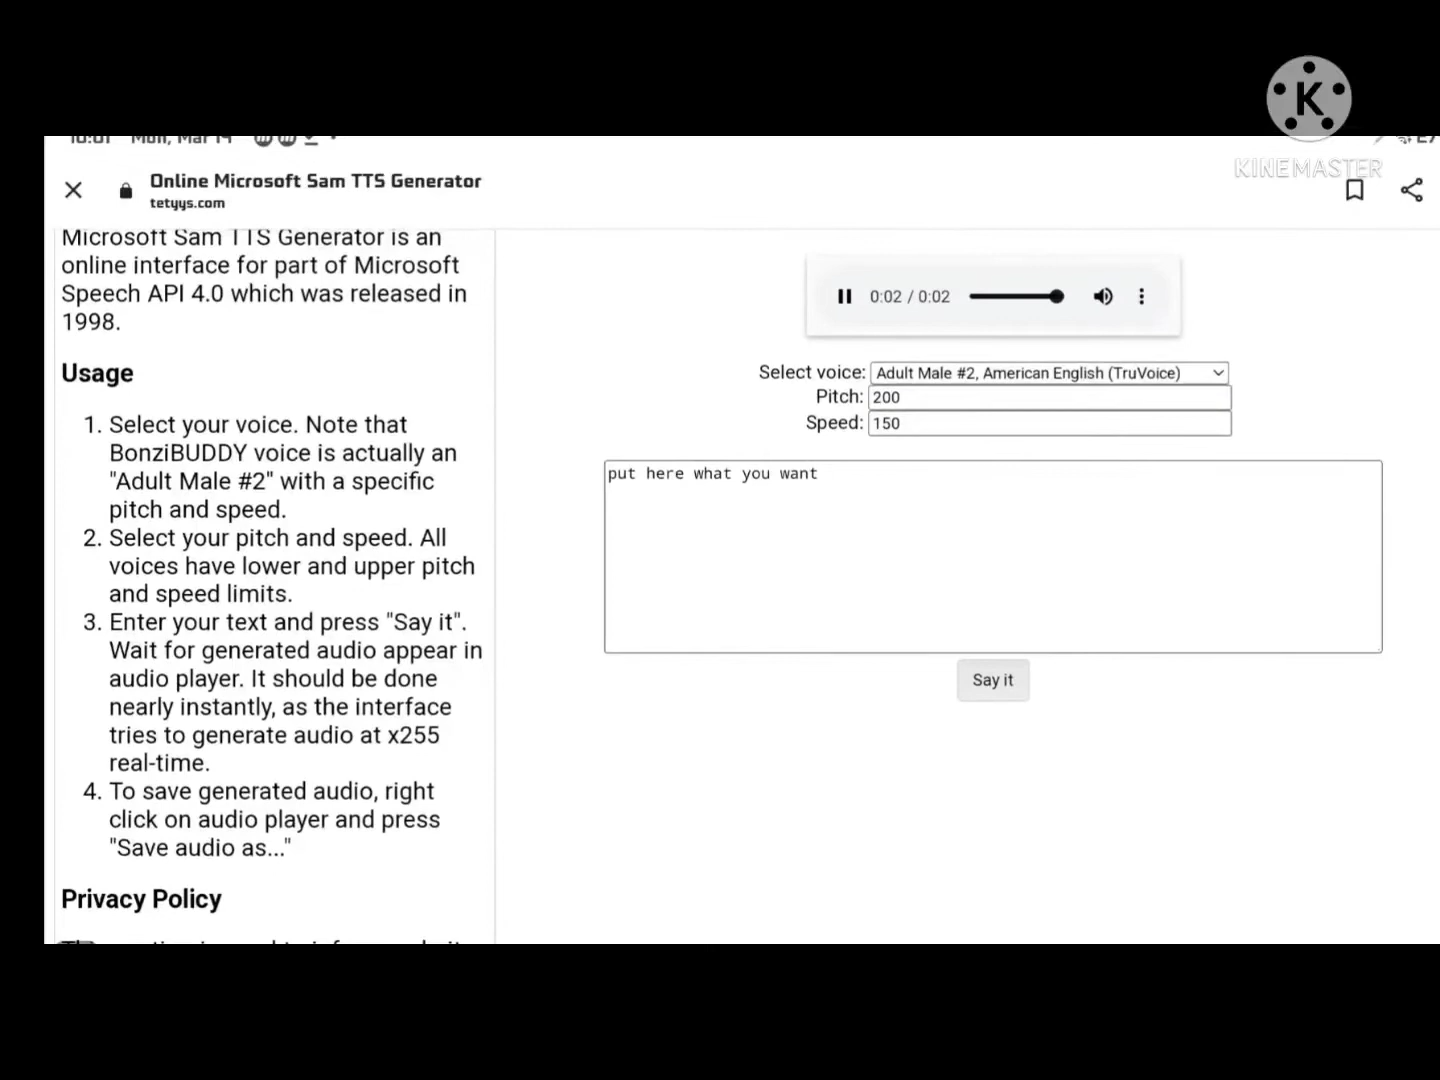 10:01 Mon, Mar 14
K
KINEMASTER
Online Microsoft Sam TTS Generator
tetyys.com
Microsoft Sam TTS Generator is an
online interface for part of Microsoft
Speech API 4.0 which was released in
1998.
Usage
1. Select your voice. Note that
BonziBUDDY voice is actually an
"Adult Male #2" with a specific
pitch and speed.
2. Select your pitch and speed. All
voices have lower and upper pitch
and speed limits.
3. Enter your text and press "Say it".
Wait for generated audio appear in
audio player. It should be done
nearly instantly, as the interface
tries to generate audio at x255
real-time.
4. To save generated audio, right
click on audio player and press
"Save audio as..."
Privacy Policy
0:02 / 0:02
Select voice: Adult Male #2, American English (TruVoice)
Pitch: 200
Speed: 150
put here what you want
Say it